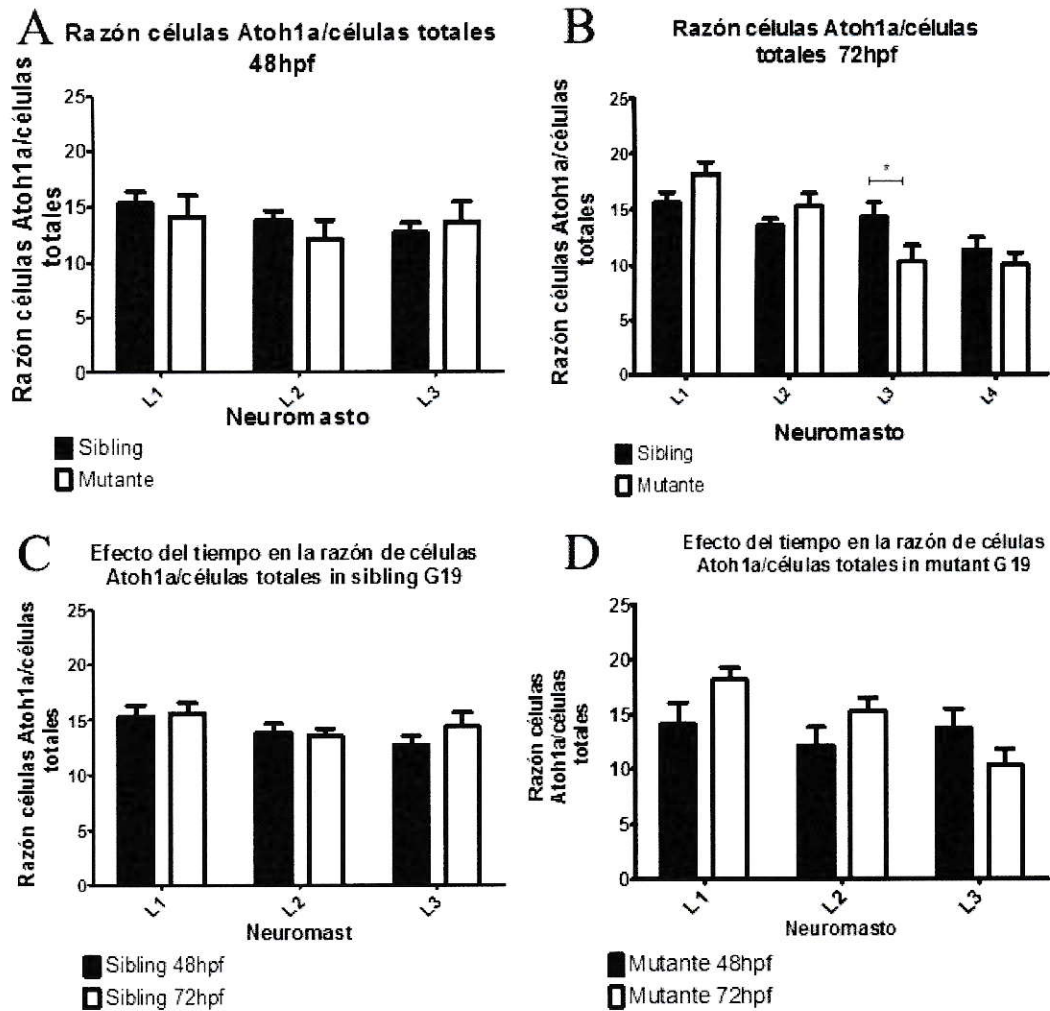 A
Razón células Atoh1a/células totales
48hpf
Razón células Atoh1a/células
totales
25
20
15
10
5
0
L1
L2
L3
Neuromasto
Sibling
Mutante
B
Razón células Atoh1a/células
totales 72hpf
Razón células Atoh1a/células
totales
25
20
15
10
5
0
*
L1
L2
L3
L4
Neuromasto
Sibling
Mutante
C
Efecto del tiempo en la razón de células
Atoh1a/células totales in sibling G19
Razón células Atoh1a/células
totales
25
20
15
10
5
0
L1
L2
L3
Neuromast
Sibling 48hpf
Sibling 72hpf
D
Efecto del tiempo en la razón de células
Atoh1a/células totales in mutant G19
Razón células
Atoh1a/células
totales
25
20
15
10
5
0
L1
L2
L3
Neuromasto
Mutante 48hpf
Mutante 72hpf